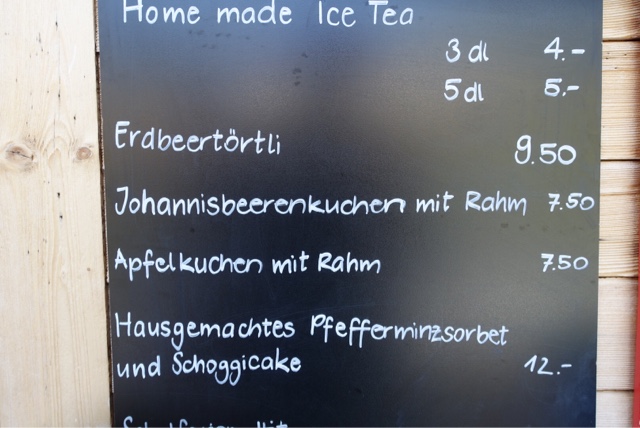 Home made Ice Tea
3 dl 4.-
5 dl 5.-
Erdbeertörtli 9.50
Johannisbeerenkuchen mit Rahm 7.50
Apfelkuchen mit Rahm 7.50
Hausgemachtes Pfefferminzsorbet
und Schoggicake 12.-